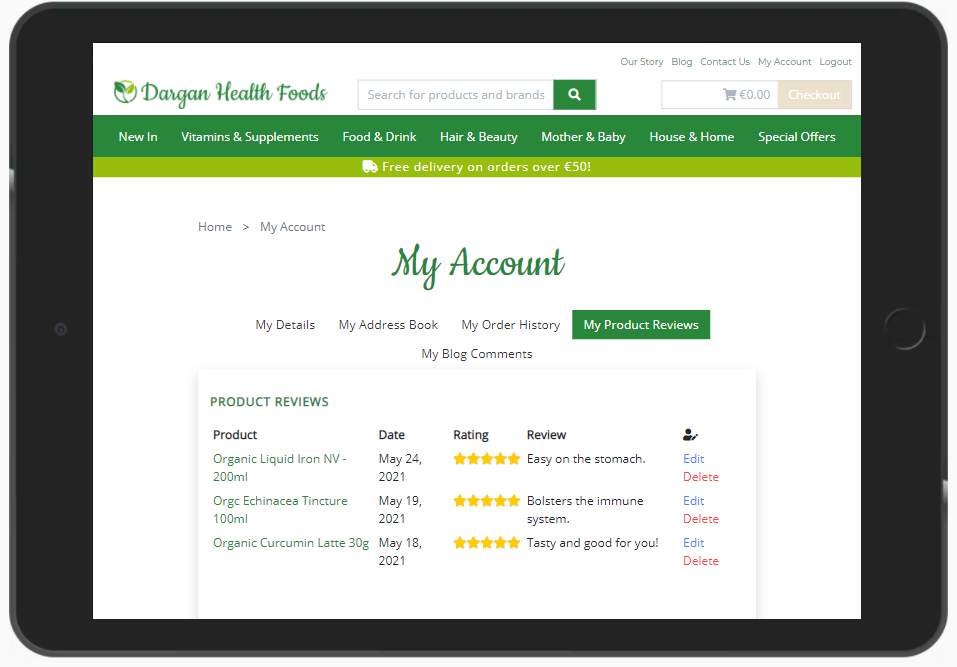 Our Story Blog Contact Us My Account Logout
Dargan Health Foods
Search for products and brands
€0.00 Checkout
New In Vitamins & Supplements Food & Drink Hair & Beauty Mother & Baby House & Home Special Offers
Free delivery on orders over €50!
Home > My Account
My Account
My Details My Address Book My Order History My Product Reviews
My Blog Comments
PRODUCT REVIEWS
Product Date Rating Review
Organic Liquid Iron NV - May 24, Easy on the stomach. Edit
200ml 2021 Delete
Orgc Echinacea Tincture May 19, Bolsters the immune Edit
100ml 2021 system. Delete
Organic Curcumin Latte 30g May 18, Tasty and good for you! Edit
2021 Delete